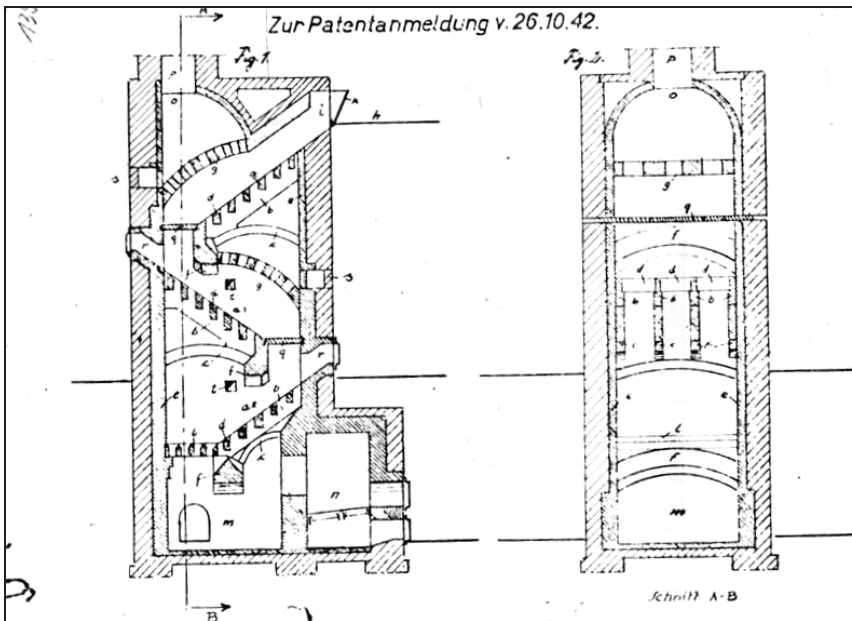 Zur Patentanmeldung v. 26.10.42.
A
Fig. 1.
Fig. 2.
P
P
o
o
i
h
g
a
g
d
b
e
q
q
r
f
g
a
b
d
d
d
b
b
b
q
r
f
a
e
e
l
f
d
f
m
n
m
B
Schnitt A-B